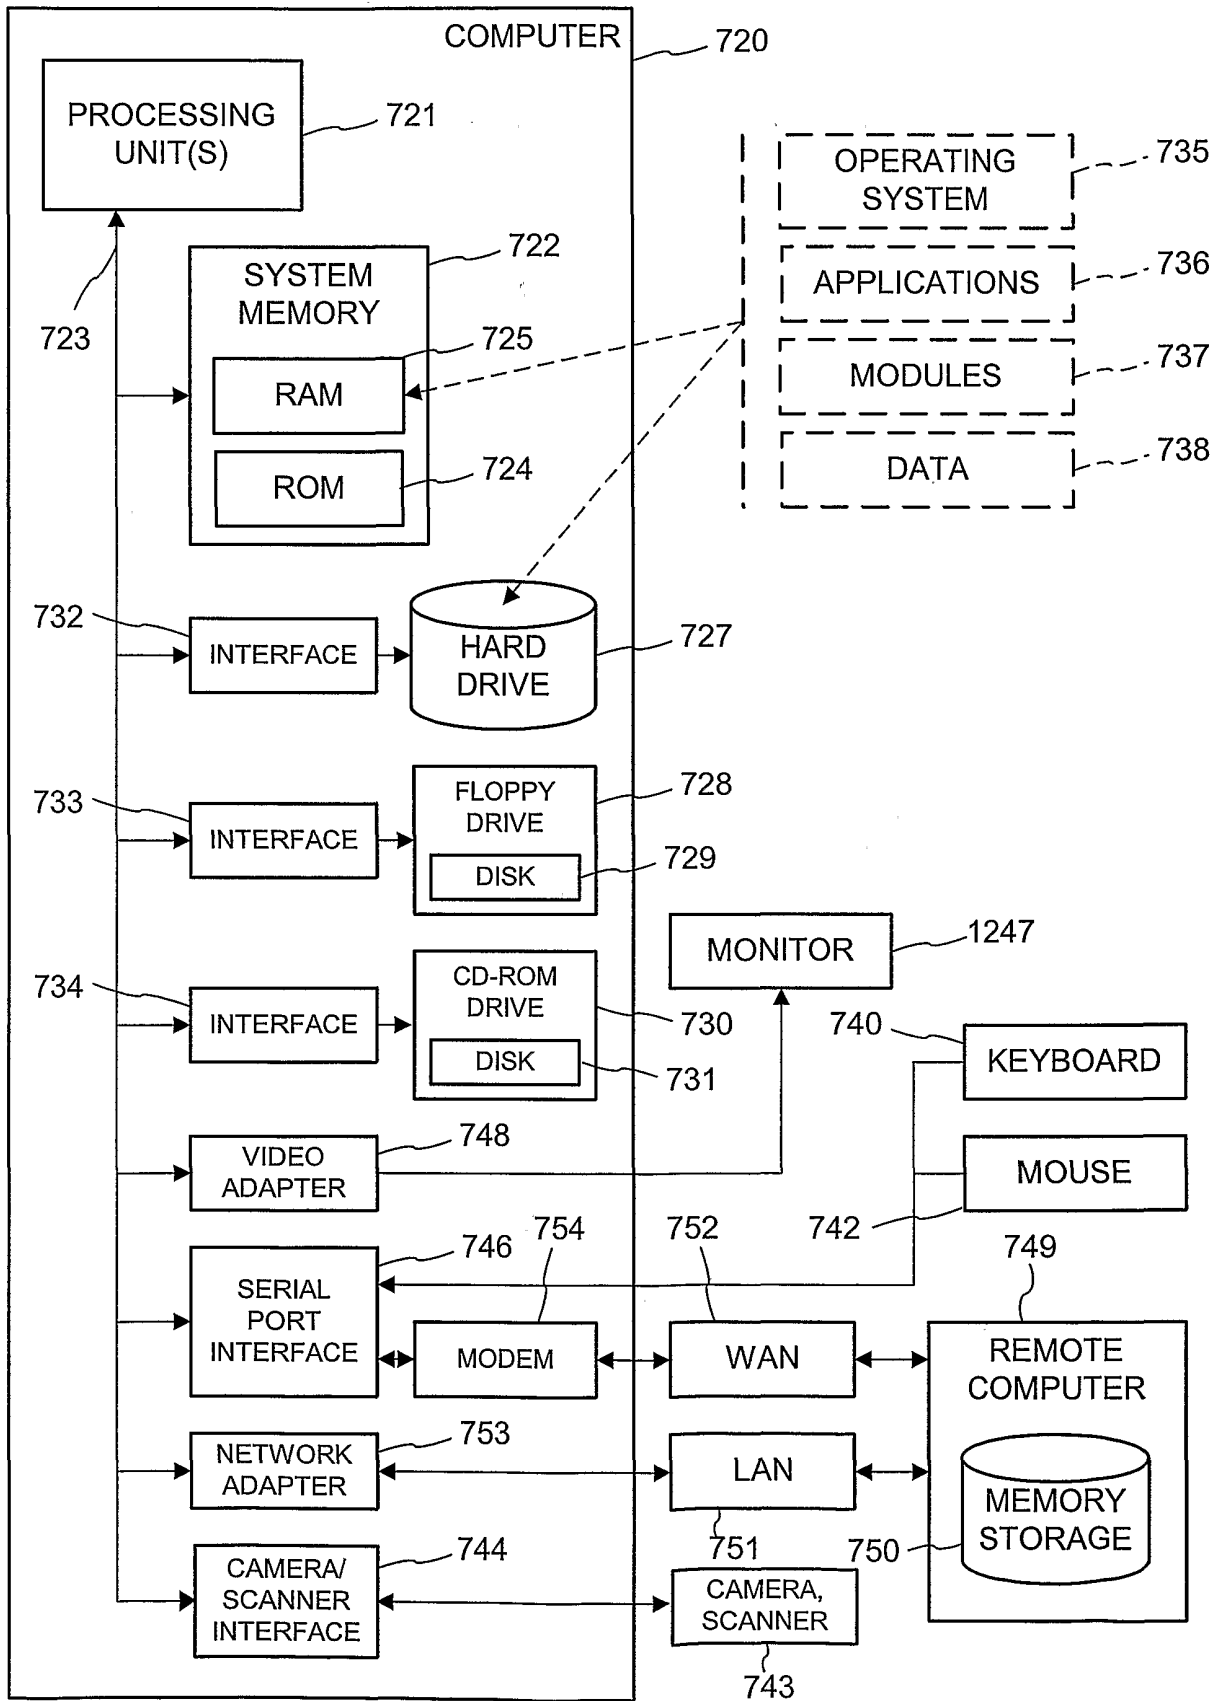 COMPUTER
720
PROCESSING
UNIT(S)
721
723
SYSTEM
MEMORY
722
725
RAM
724
ROM
OPERATING
SYSTEM
735
APPLICATIONS
736
MODULES
737
DATA
738
732
INTERFACE
HARD
DRIVE
727
733
INTERFACE
FLOPPY
DRIVE
728
DISK
729
734
INTERFACE
CD-ROM
DRIVE
730
DISK
731
MONITOR
1247
740
KEYBOARD
MOUSE
742
VIDEO
ADAPTER
748
746
SERIAL
PORT
INTERFACE
754
MODEM
752
WAN
749
REMOTE
COMPUTER
MEMORY
STORAGE
750
NETWORK
ADAPTER
753
LAN
751
CAMERA/
SCANNER
INTERFACE
744
CAMERA,
SCANNER
743